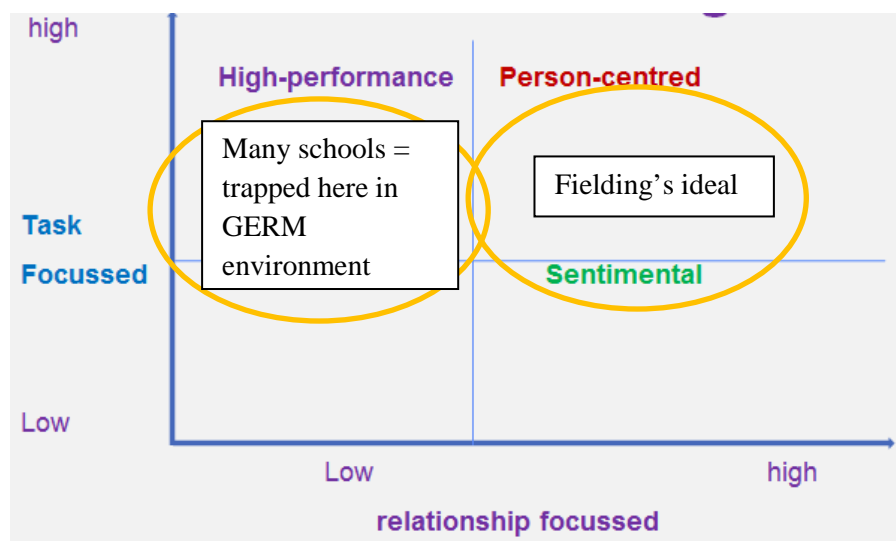 high
High-performance
Person-centred
Many schools =
trapped here in
GERM
environment
Fielding’s ideal
Task
Focussed
Sentimental
Low
Low
high
relationship focussed